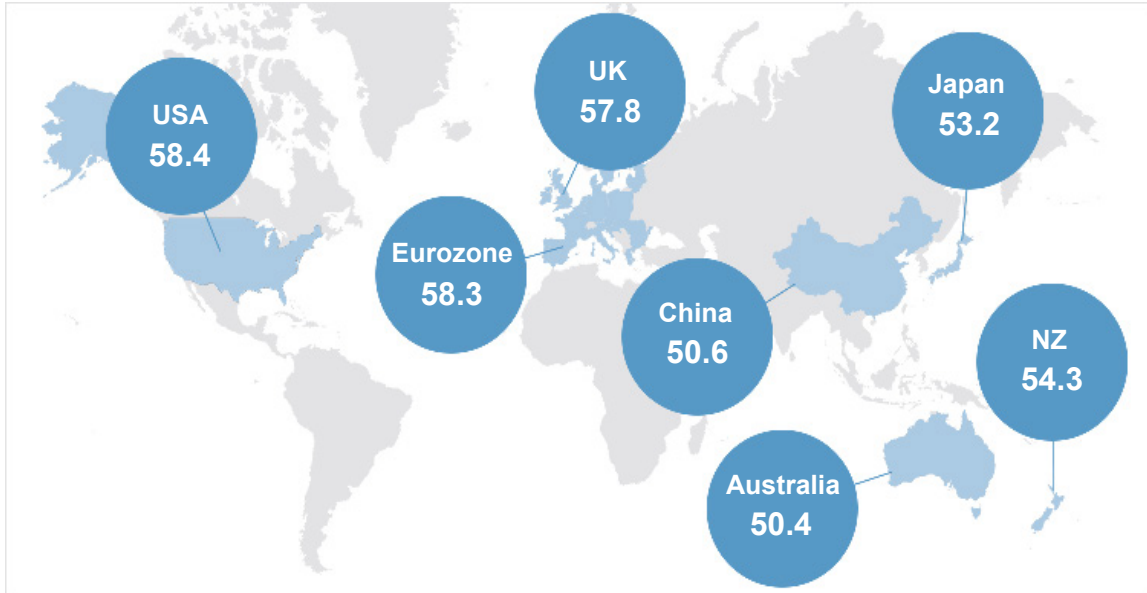 USA
58.4
UK
57.8
Japan
53.2
Eurozone
58.3
China
50.6
NZ
54.3
Australia
50.4